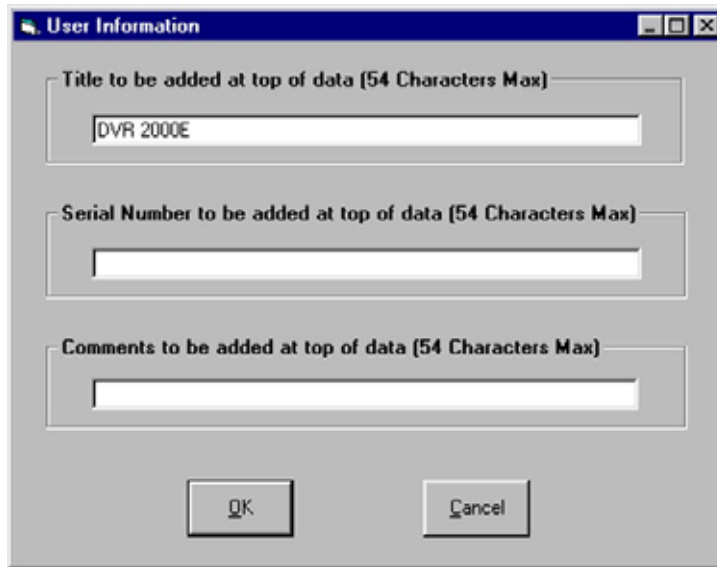 User Information
Title to be added at top of data (54 Characters Max)
DVR 2000E
Serial Number to be added at top of data (54 Characters Max)
Comments to be added at top of data (54 Characters Max)
OK
Cancel